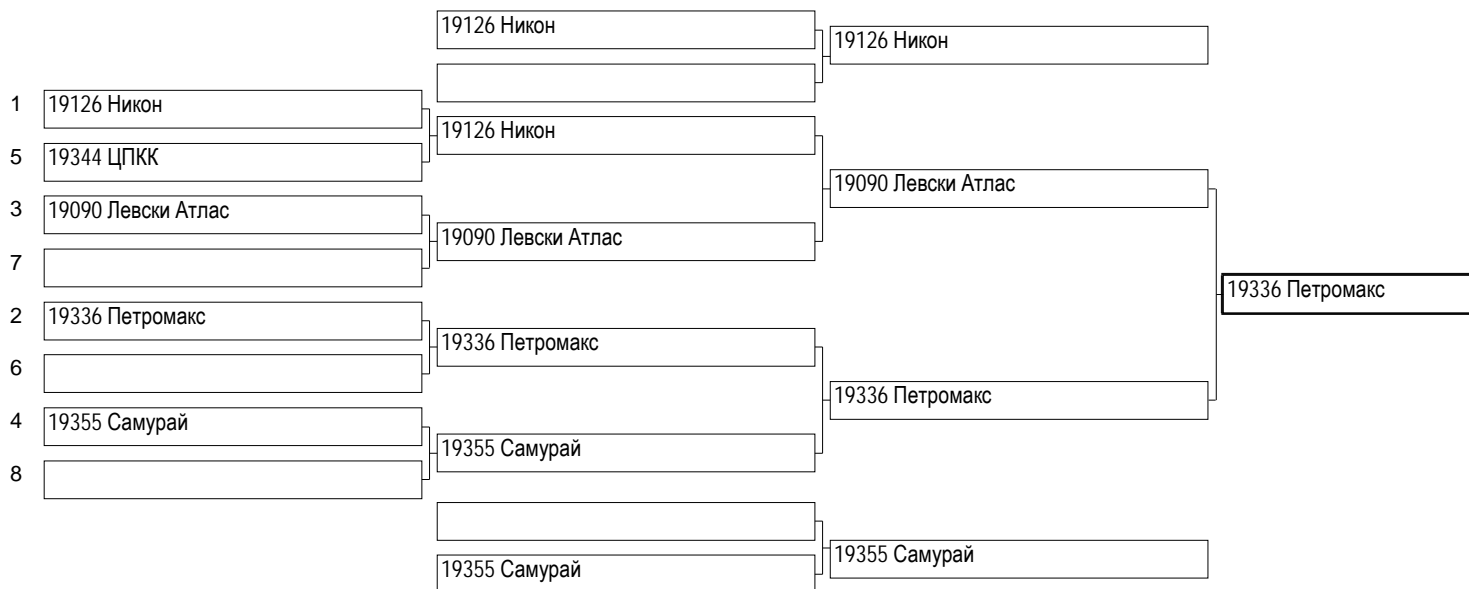 19126 Никон
19126 Никон
1 19126 Никон
19126 Никон
5 19344 ЦПКК
19090 Левски Атлас
3 19090 Левски Атлас
19090 Левски Атлас
7
19336 Петромакс
2 19336 Петромакс
19336 Петромакс
6
19336 Петромакс
4 19355 Самурай
19355 Самурай
8
19355 Самурай
19355 Самурай